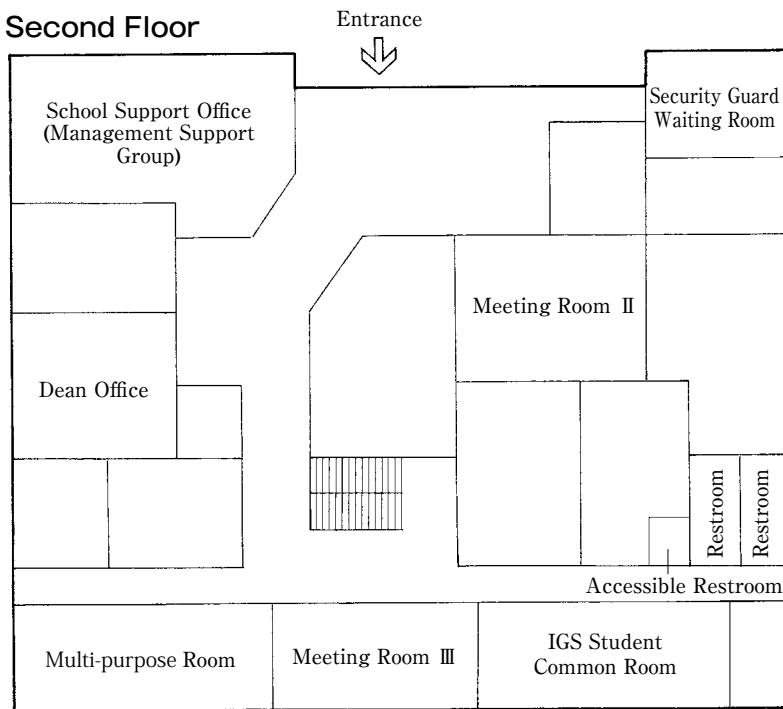 Second Floor
Entrance
School Support Office
(Management Support
Group)
Security Guard
Waiting Room
Meeting Room Ⅱ
Dean Office
Restroom
Restroom
Accessible Restroom
Multi-purpose Room
Meeting Room Ⅲ
IGS Student
Common Room